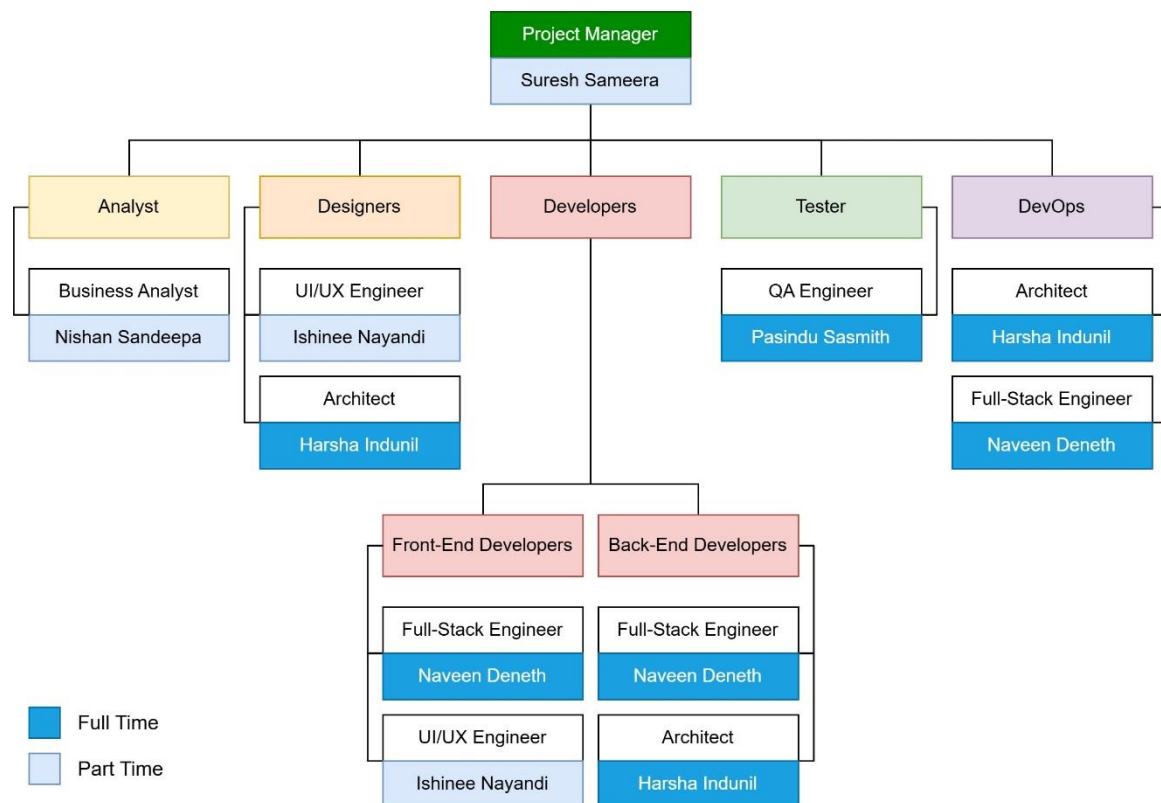 Project Manager
Suresh Sameera
Analyst
Designers
Developers
Tester
DevOps
Business Analyst
Nishan Sandeepa
UI/UX Engineer
Ishinee Nayandi
Architect
Harsha Indunil
QA Engineer
Pasindu Sasmith
Architect
Harsha Indunil
Full-Stack Engineer
Naveen Deneth
Front-End Developers
Back-End Developers
Full-Stack Engineer
Naveen Deneth
UI/UX Engineer
Ishinee Nayandi
Full-Stack Engineer
Naveen Deneth
Architect
Harsha Indunil
Full Time
Part Time